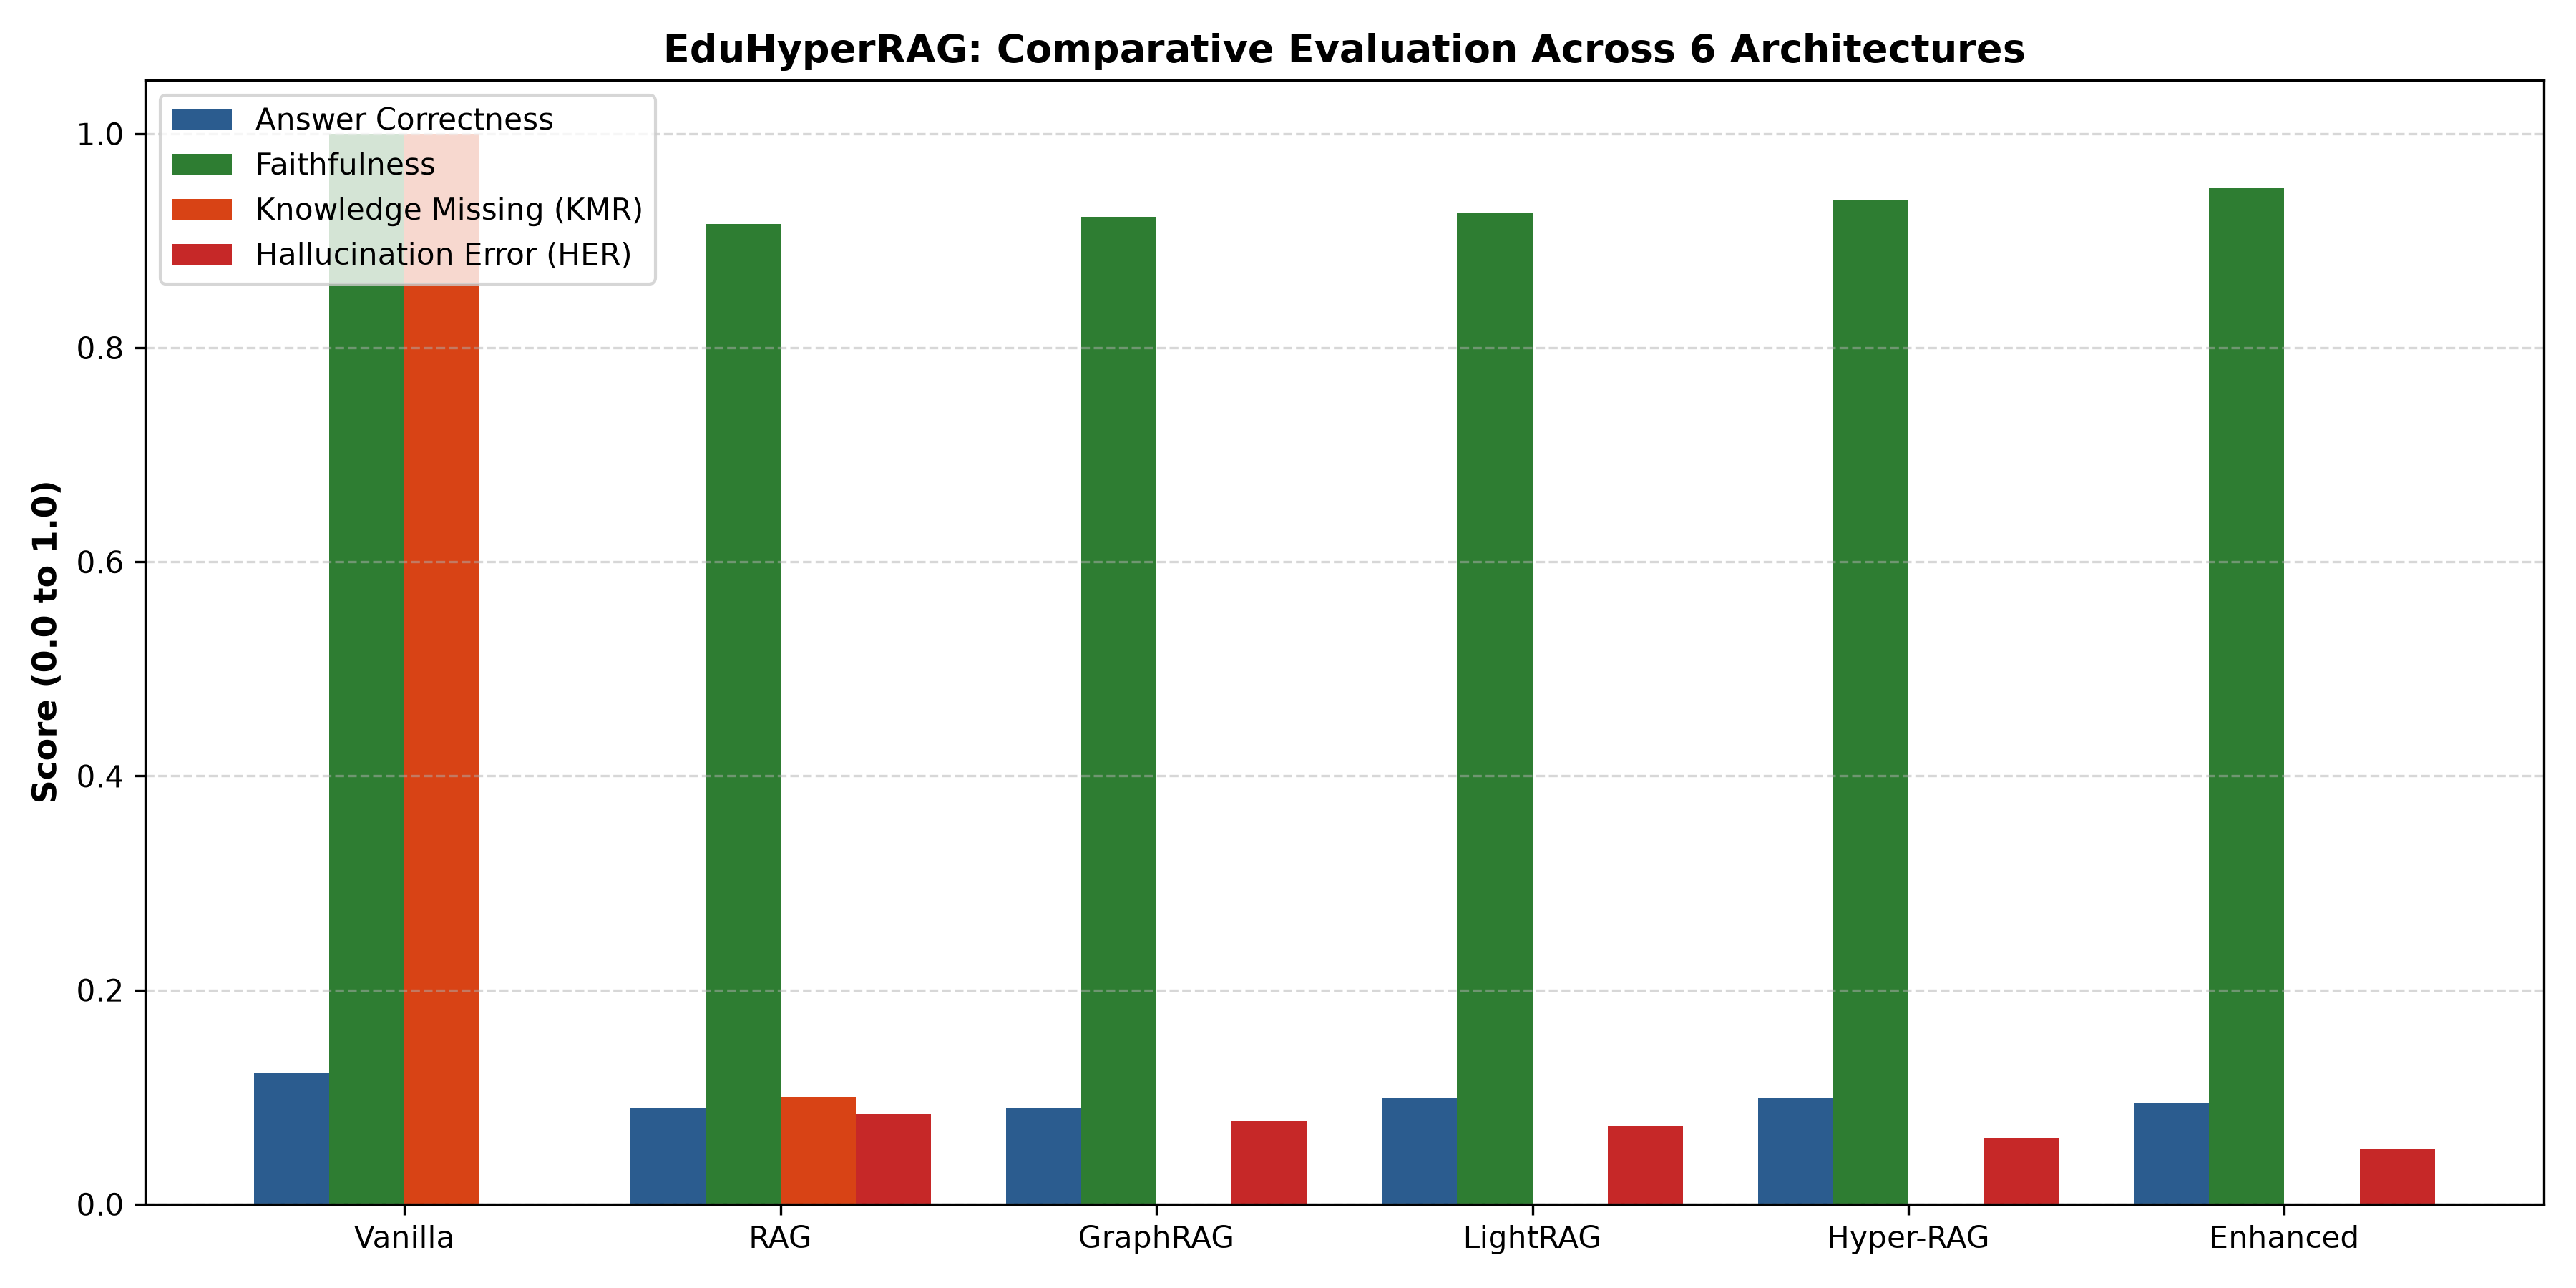 EduHyperRAG: Comparative Evaluation Across 6 Architectures
Answer Correctness
Faithfulness
Knowledge Missing (KMR)
Hallucination Error (HER)
Score (0.0 to 1.0)
1.0
0.8
0.6
0.4
0.2
0.0
Vanilla RAG GraphRAG LightRAG Hyper-RAG Enhanced